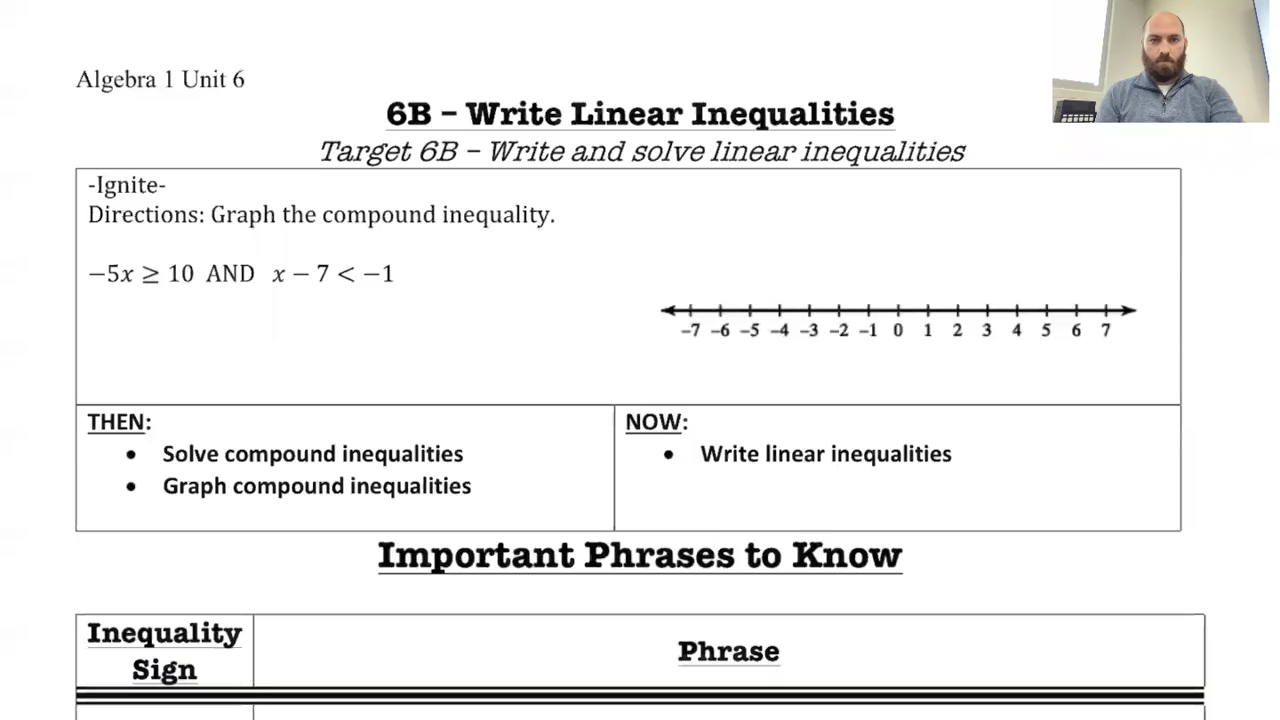 Algebra 1 Unit 6
6B – Write Linear Inequalities
Target 6B – Write and solve linear inequalities
-Ignite-
Directions: Graph the compound inequality.
−5x ≥ 10 AND x − 7 < −1
–7 –6 –5 –4 –3 –2 –1 0 1 2 3 4 5 6 7
THEN:
• Solve compound inequalities
• Graph compound inequalities
NOW:
• Write linear inequalities
Important Phrases to Know
Inequality
Sign
Phrase